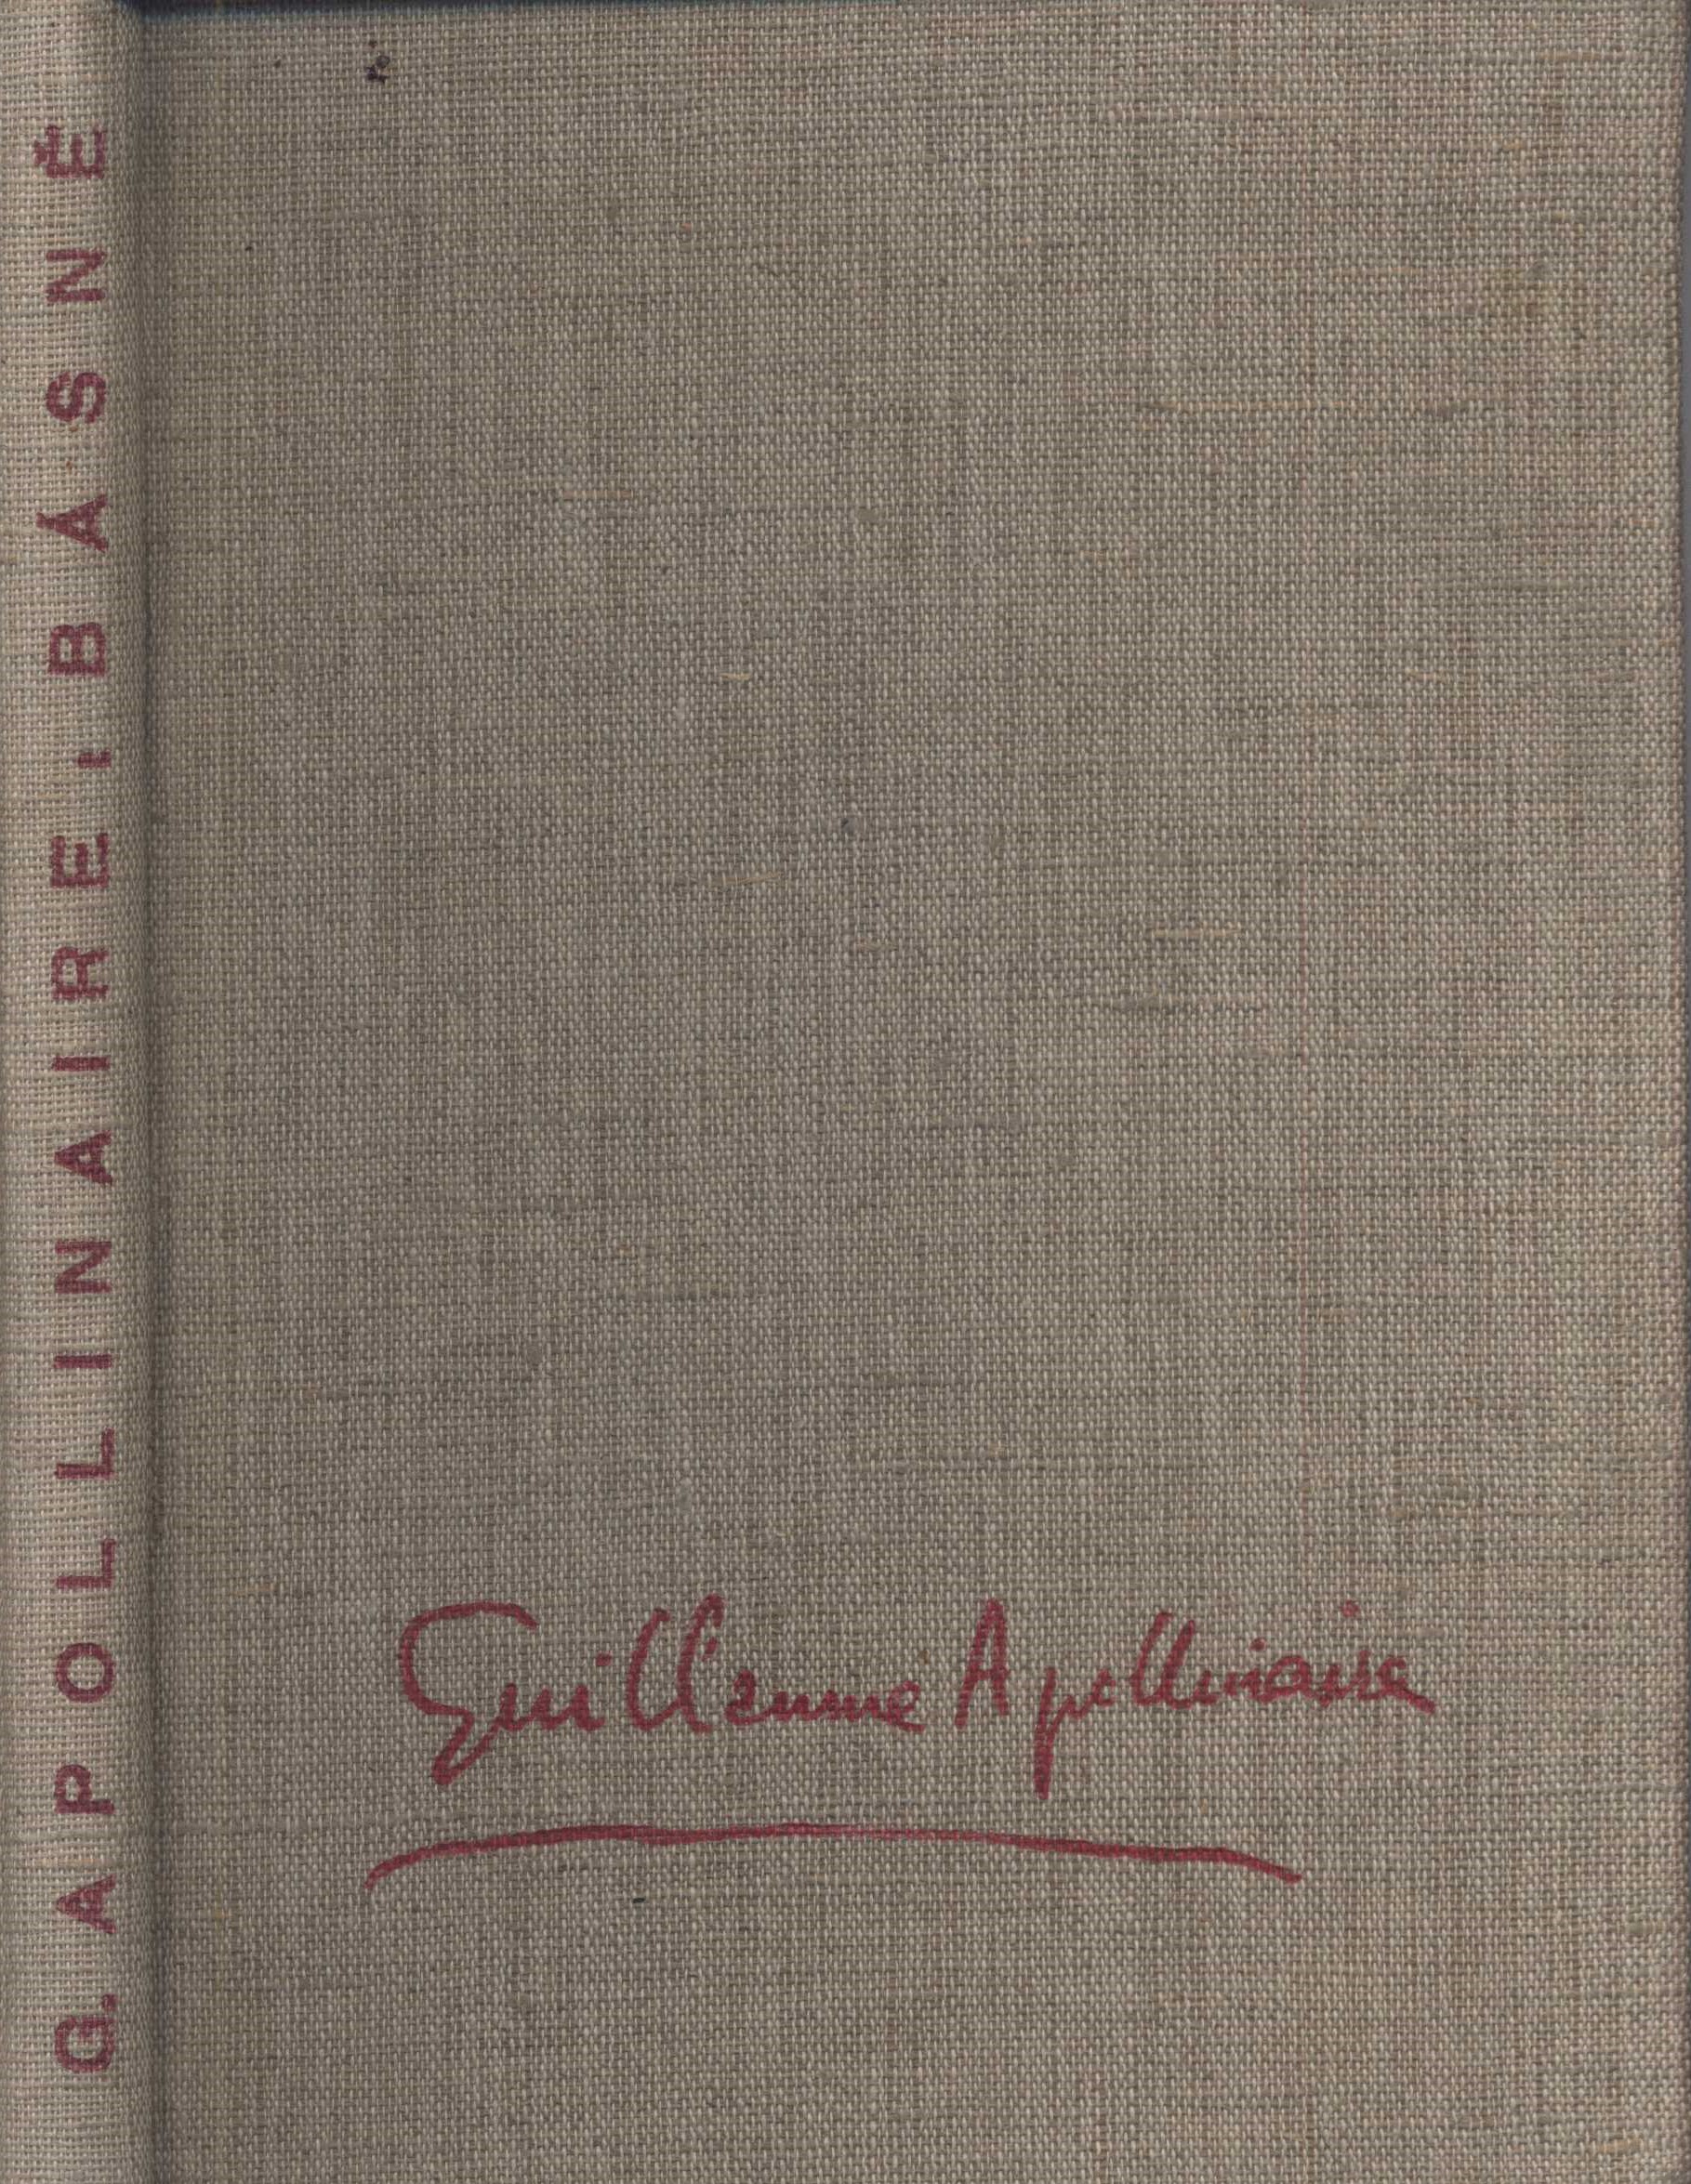 G. APOLLINAIRE, BÁSNĚ
Guillaume Apollinaire